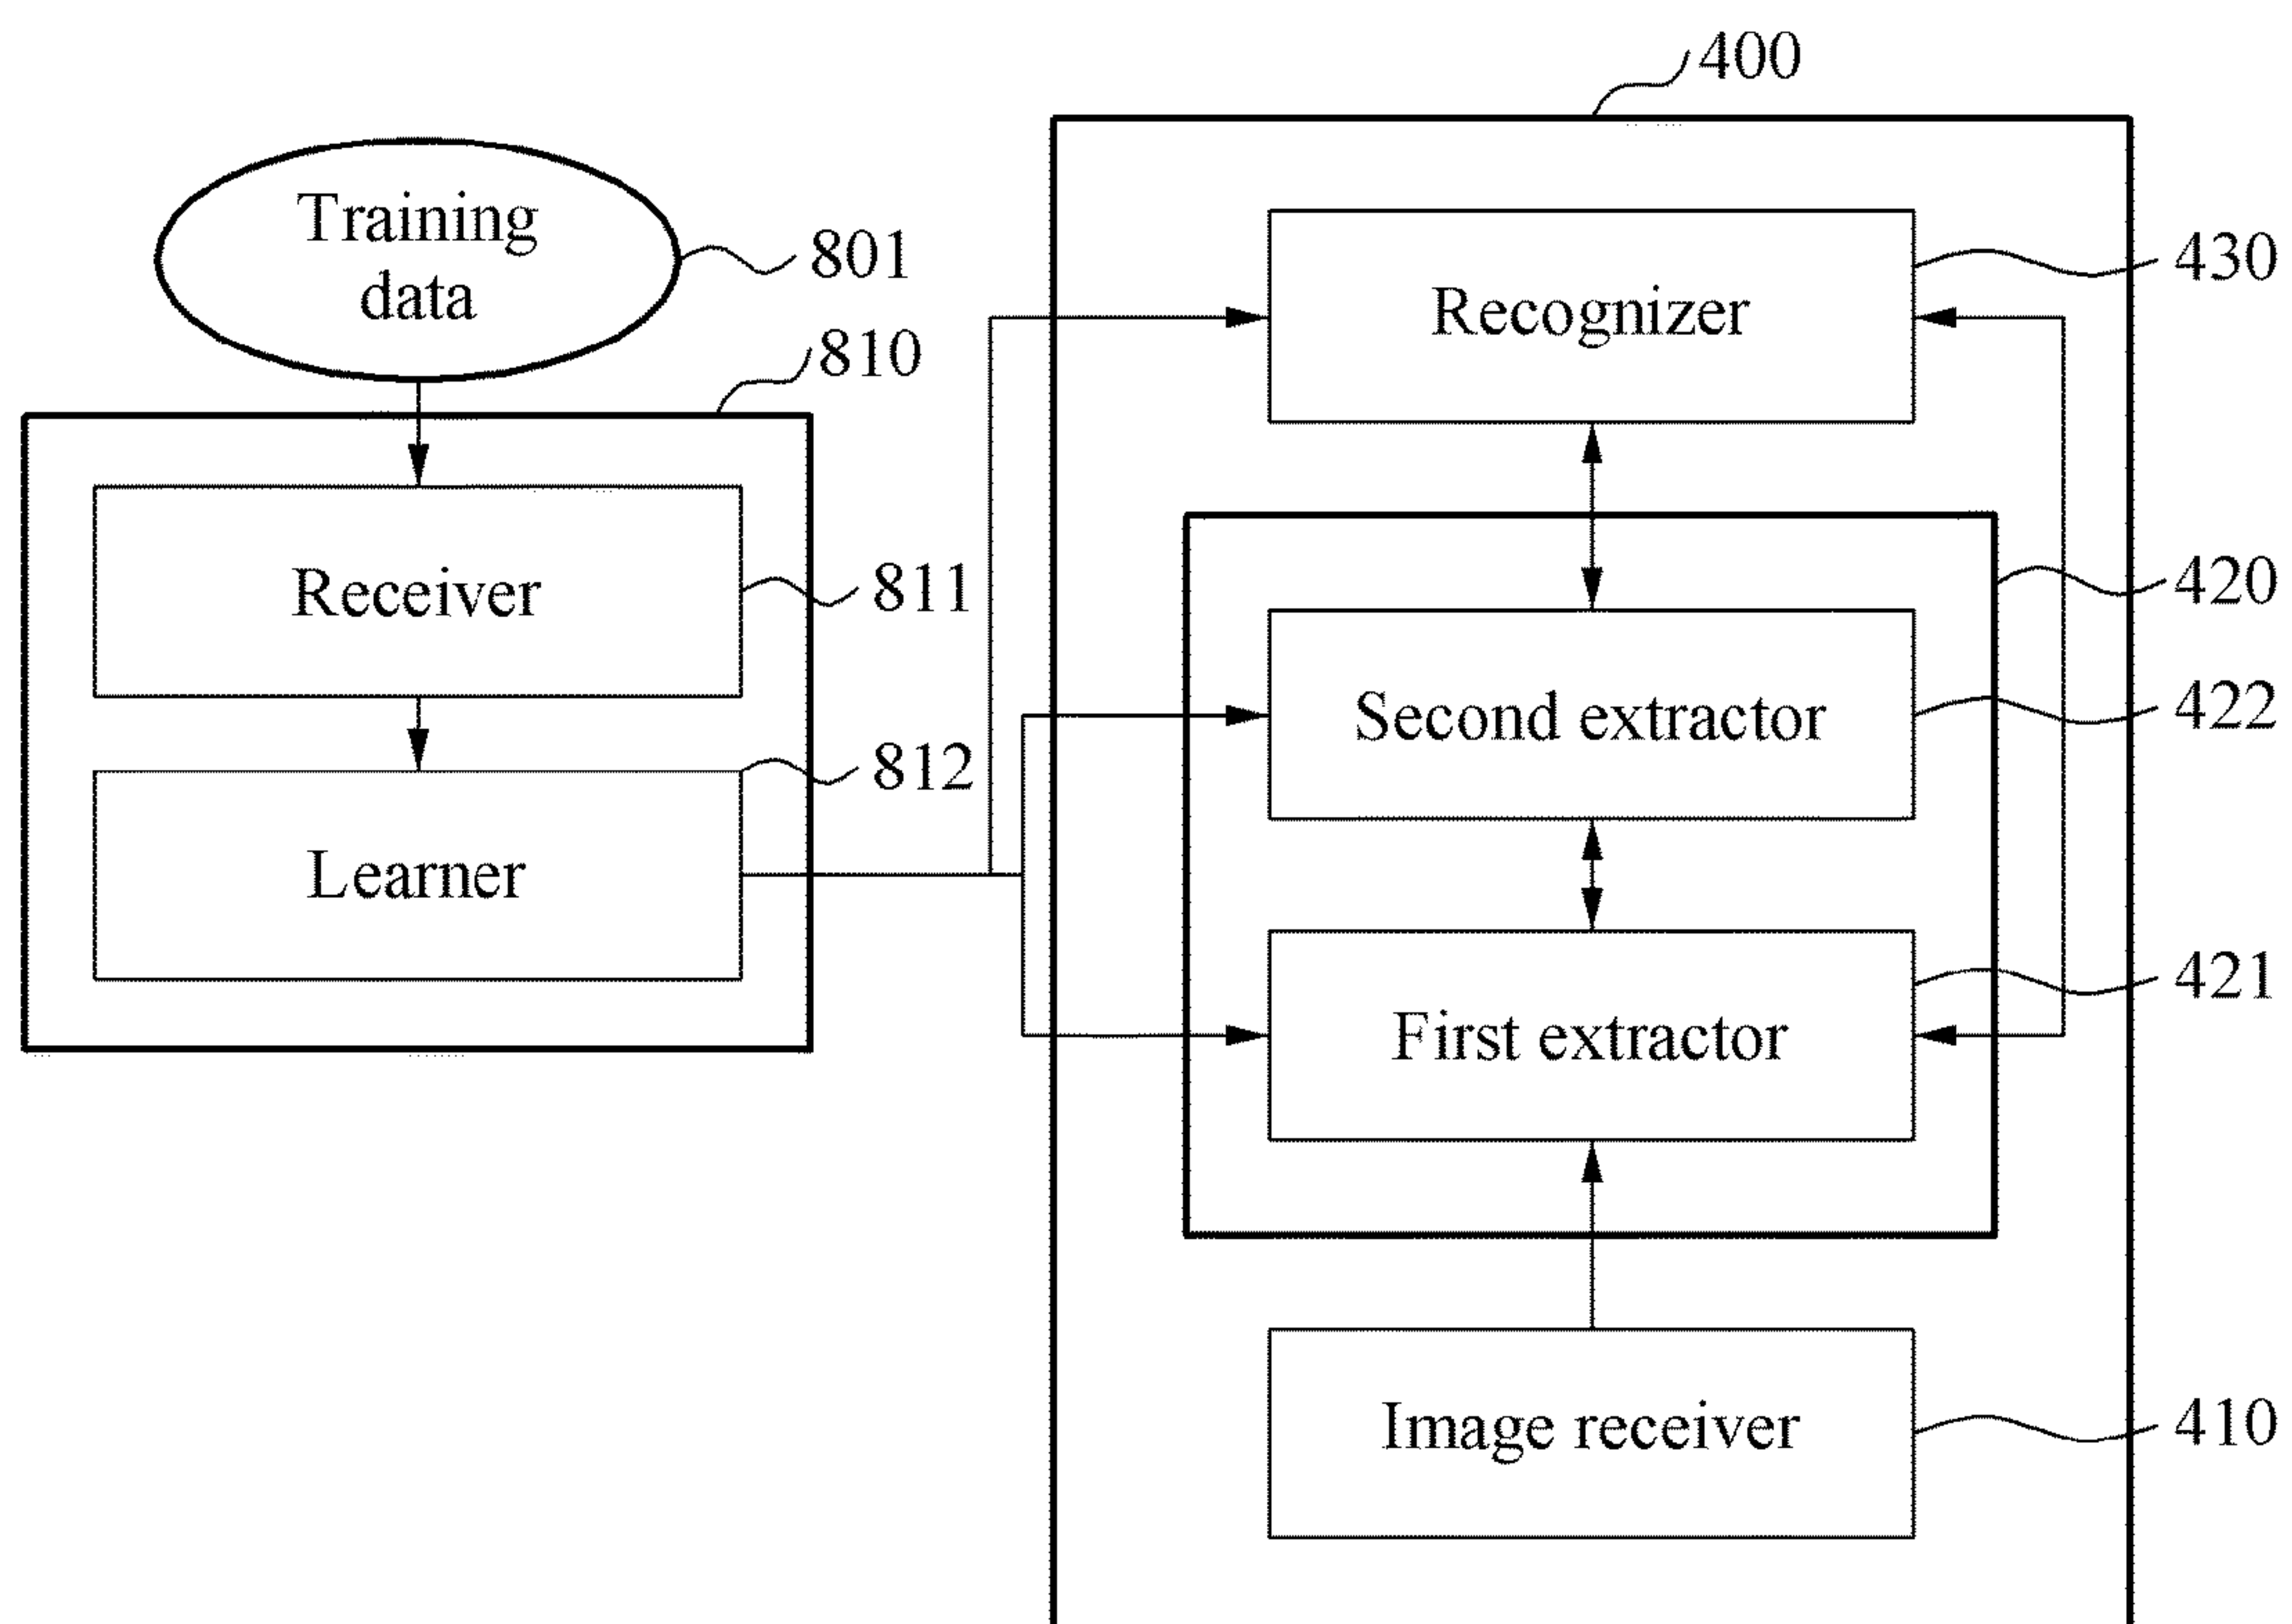 400
Training
data
801
810
Recognizer
430
Receiver
811
420
Second extractor
422
812
Learner
First extractor
421
Image receiver
410